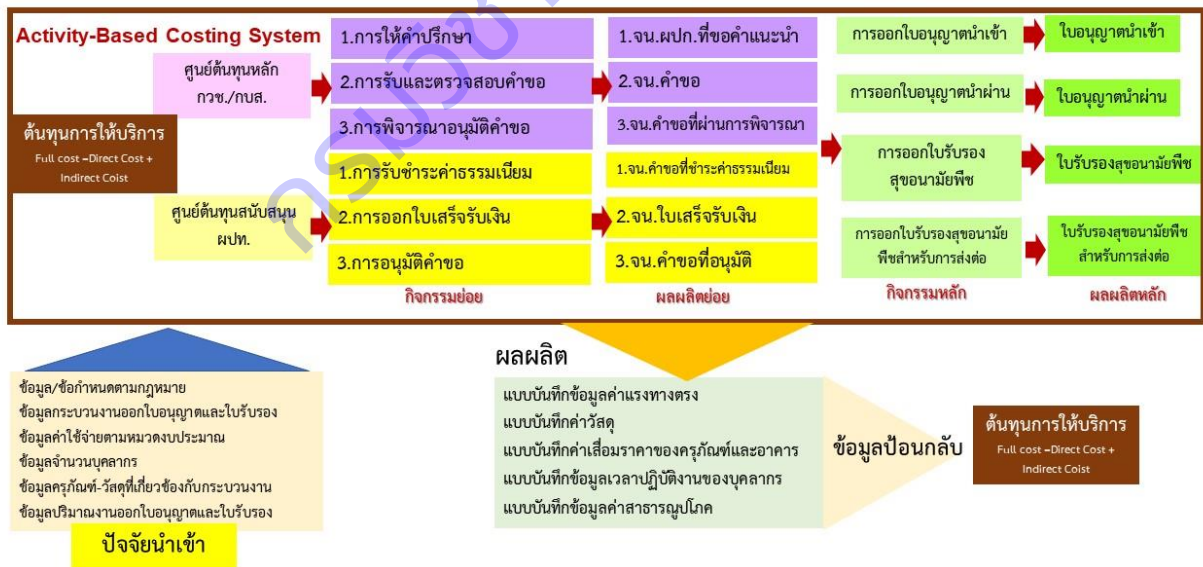 Activity-Based Costing System
ศูนย์ต้นทุนหลัก
กวช./กบส.
ต้นทุนการให้บริการ
Full cost –Direct Cost +
Indirect Coist
ศูนย์ต้นทุนสนับสนุน
ผปท.
1.การให้คำปรึกษา
2.การรับและตรวจสอบคำขอ
3.การพิจารณาอนุมัติคำขอ
1.การรับชำระค่าธรรมเนียม
2.การออกใบเสร็จรับเงิน
3.การอนุมัติคำขอ
กิจกรรมย่อย
1.จน.ผปก.ที่ขอคำแนะนำ
2.จน.คำขอ
3.จน.คำขอที่ผ่านการพิจารณา
1.จน.คำขอที่ชำระค่าธรรมเนียม
2.จน.ใบเสร็จรับเงิน
3.จน.คำขอที่อนุมัติ
ผลผลิตย่อย
การออกใบอนุญาตนำเข้า
การออกใบอนุญาตนำผ่าน
การออกใบรับรอง
สุขอนามัยพืช
การออกใบรับรองสุขอนามัย
พืชสำหรับการส่งต่อ
กิจกรรมหลัก
ใบอนุญาตนำเข้า
ใบอนุญาตนำผ่าน
ใบรับรองสุขอนามัยพืช
ใบรับรองสุขอนามัยพืช
สำหรับการส่งต่อ
ผลผลิตหลัก
ข้อมูล/ข้อกำหนดตามกฎหมาย
ข้อมูลกระบวนงานออกใบอนุญาตและใบรับรอง
ข้อมูลค่าใช้จ่ายตามหมวดงบประมาณ
ข้อมูลจำนวนบุคลากร
ข้อมูลครุภัณฑ์-วัสดุที่เกี่ยวข้องกับกระบวนงาน
ข้อมูลปริมาณงานออกใบอนุญาตและใบรับรอง
ปัจจัยนำเข้า
ผลผลิต
แบบบันทึกข้อมูลค่าแรงทางตรง
แบบบันทึกค่าวัสดุ
แบบบันทึกค่าเสื่อมราคาของครุภัณฑ์และอาคาร
แบบบันทึกข้อมูลเวลาปฏิบัติงานของบุคลากร
แบบบันทึกข้อมูลค่าสาธารณูปโภค
ข้อมูลป้อนกลับ
ต้นทุนการให้บริการ
Full cost –Direct Cost +
Indirect Coist